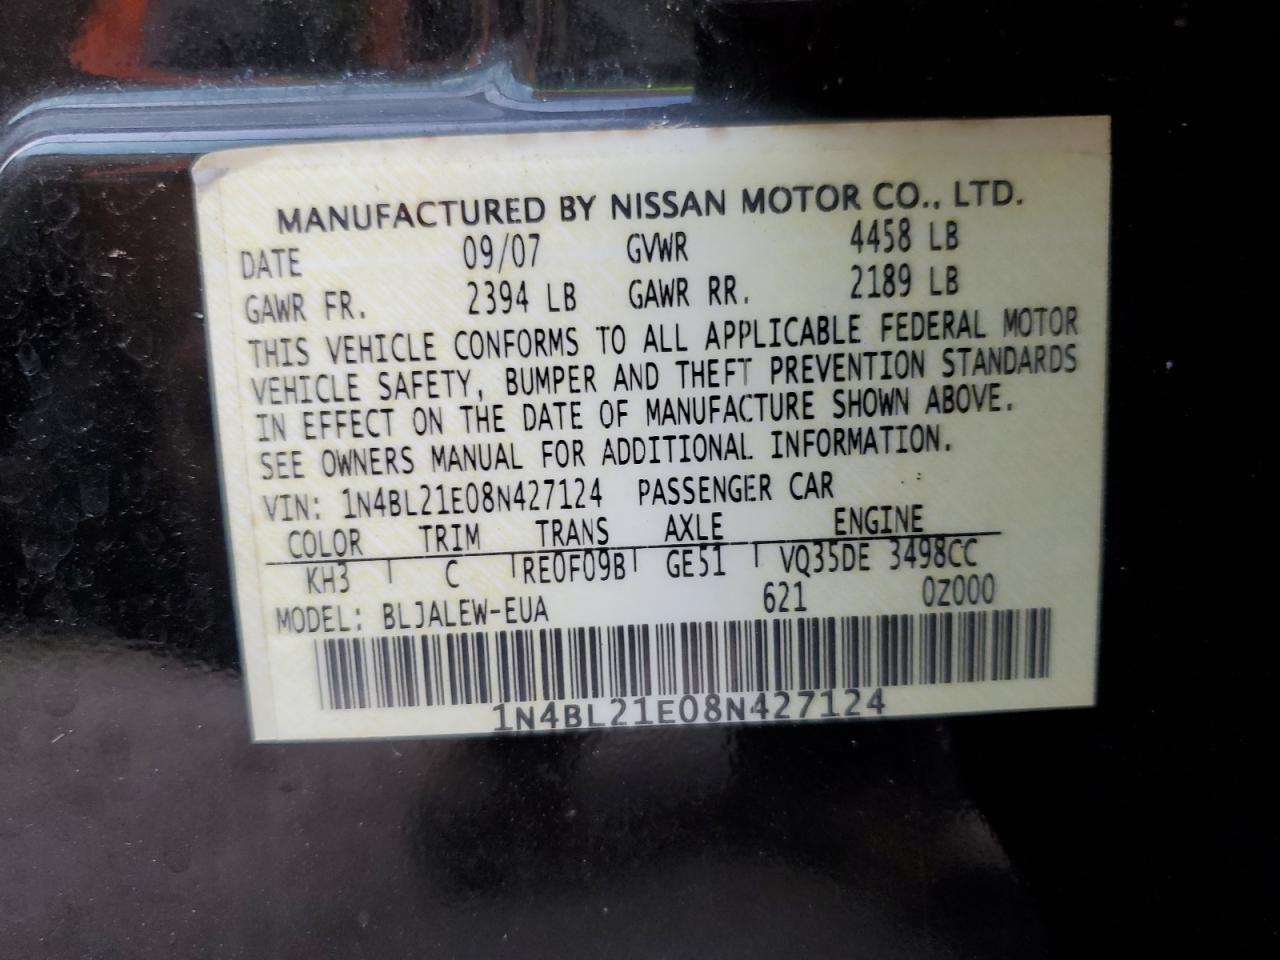 MANUFACTURED BY NISSAN MOTOR CO., LTD.
DATE 09/07 GVWR 4458 LB
GAWR FR. 2394 LB GAWR RR. 2189 LB
THIS VEHICLE CONFORMS TO ALL APPLICABLE FEDERAL MOTOR
VEHICLE SAFETY, BUMPER AND THEFT PREVENTION STANDARDS
IN EFFECT ON THE DATE OF MANUFACTURE SHOWN ABOVE.
SEE OWNERS MANUAL FOR ADDITIONAL INFORMATION.
VIN: 1N4BL21E08N427124 PASSENGER CAR
COLOR TRIM TRANS AXLE ENGINE
KH3 C RE0F09B GE51 VQ35DE 3498CC
MODEL: BLJALEW-EUA 621 0Z000
1N4BL21E08N427124